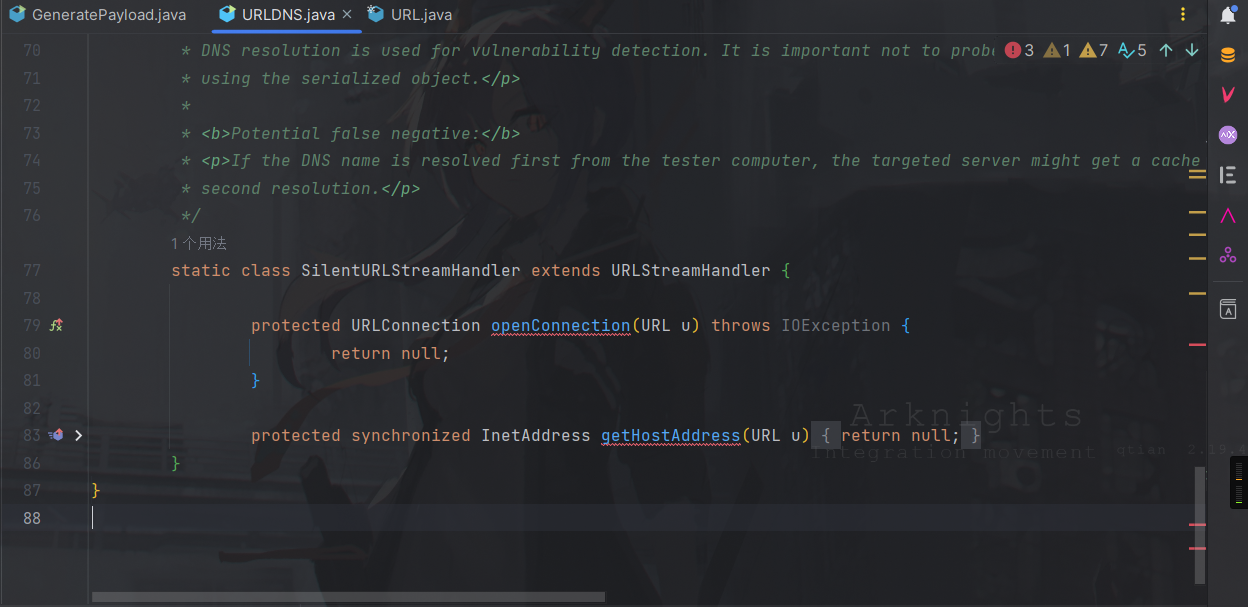 GeneratePayload.java URLDNS.java URL.java
70 * DNS resolution is used for vulnerability detection. It is important not to probe 3 1 7 5
71 * using the serialized object.</p>
72 *
73 * <b>Potential false negative:</b>
74 * <p>If the DNS name is resolved first from the tester computer, the targeted server might get a cache
75 * second resolution.</p>
76 */
1 个用法
77 static class SilentURLStreamHandler extends URLStreamHandler {
78
79 protected URLConnection openConnection(URL u) throws IOException {
80 return null;
81 }
82
83 protected synchronized InetAddress getHostAddress(URL u) { return null; }
86 }
87 }
88
Arknights
integration movement